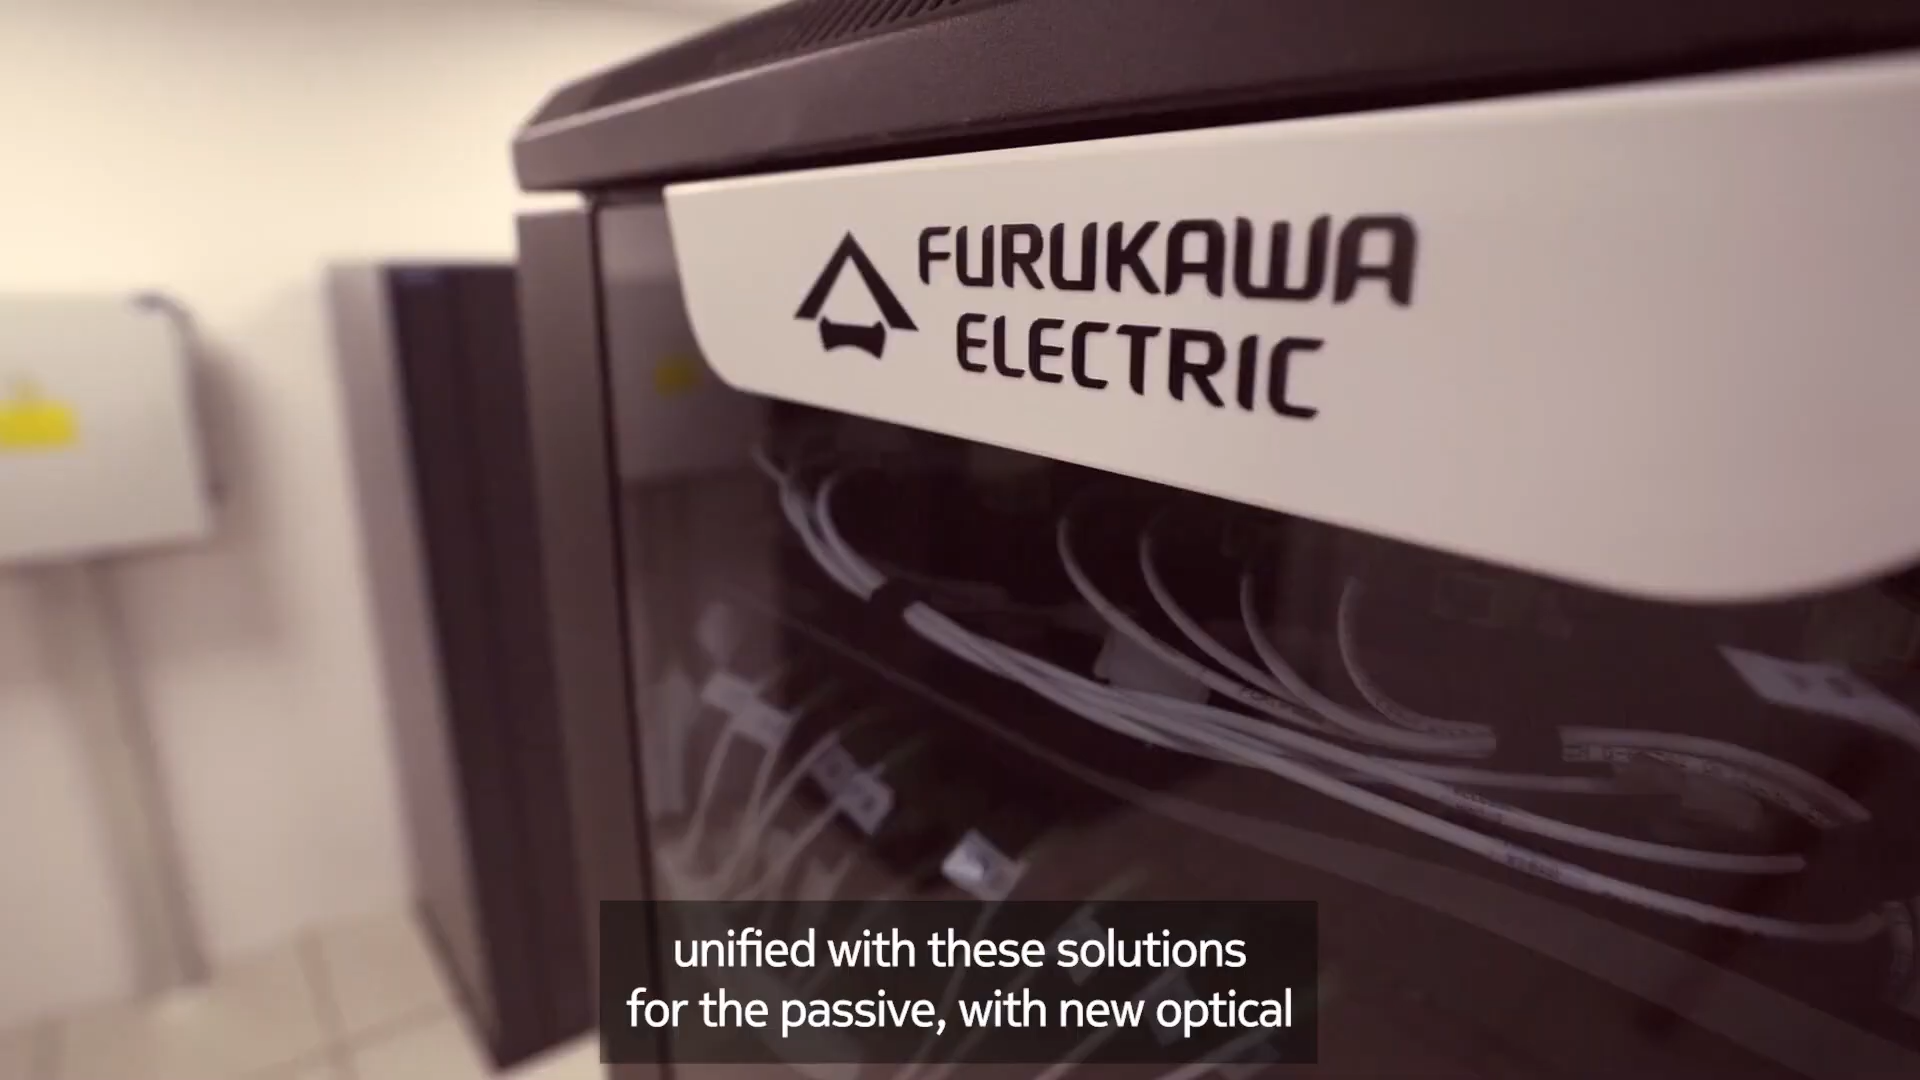 FURUKAWA
ELECTRIC
unified with these solutions
for the passive, with new optical